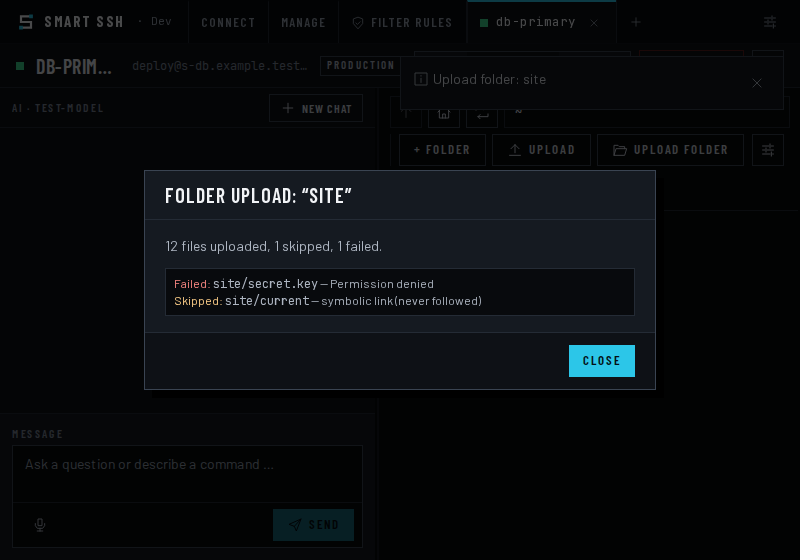 SMART SSH · Dev
CONNECT
MANAGE
FILTER RULES
db-primary
DB-PRIM…
deploy@s-db.example.test…
PRODUCTION
Upload folder: site
AI · TEST-MODEL
NEW CHAT
~
+ FOLDER
UPLOAD
UPLOAD FOLDER
FOLDER UPLOAD: “SITE”
12 files uploaded, 1 skipped, 1 failed.
Failed: site/secret.key — Permission denied
Skipped: site/current — symbolic link (never followed)
CLOSE
MESSAGE
Ask a question or describe a command …
SEND